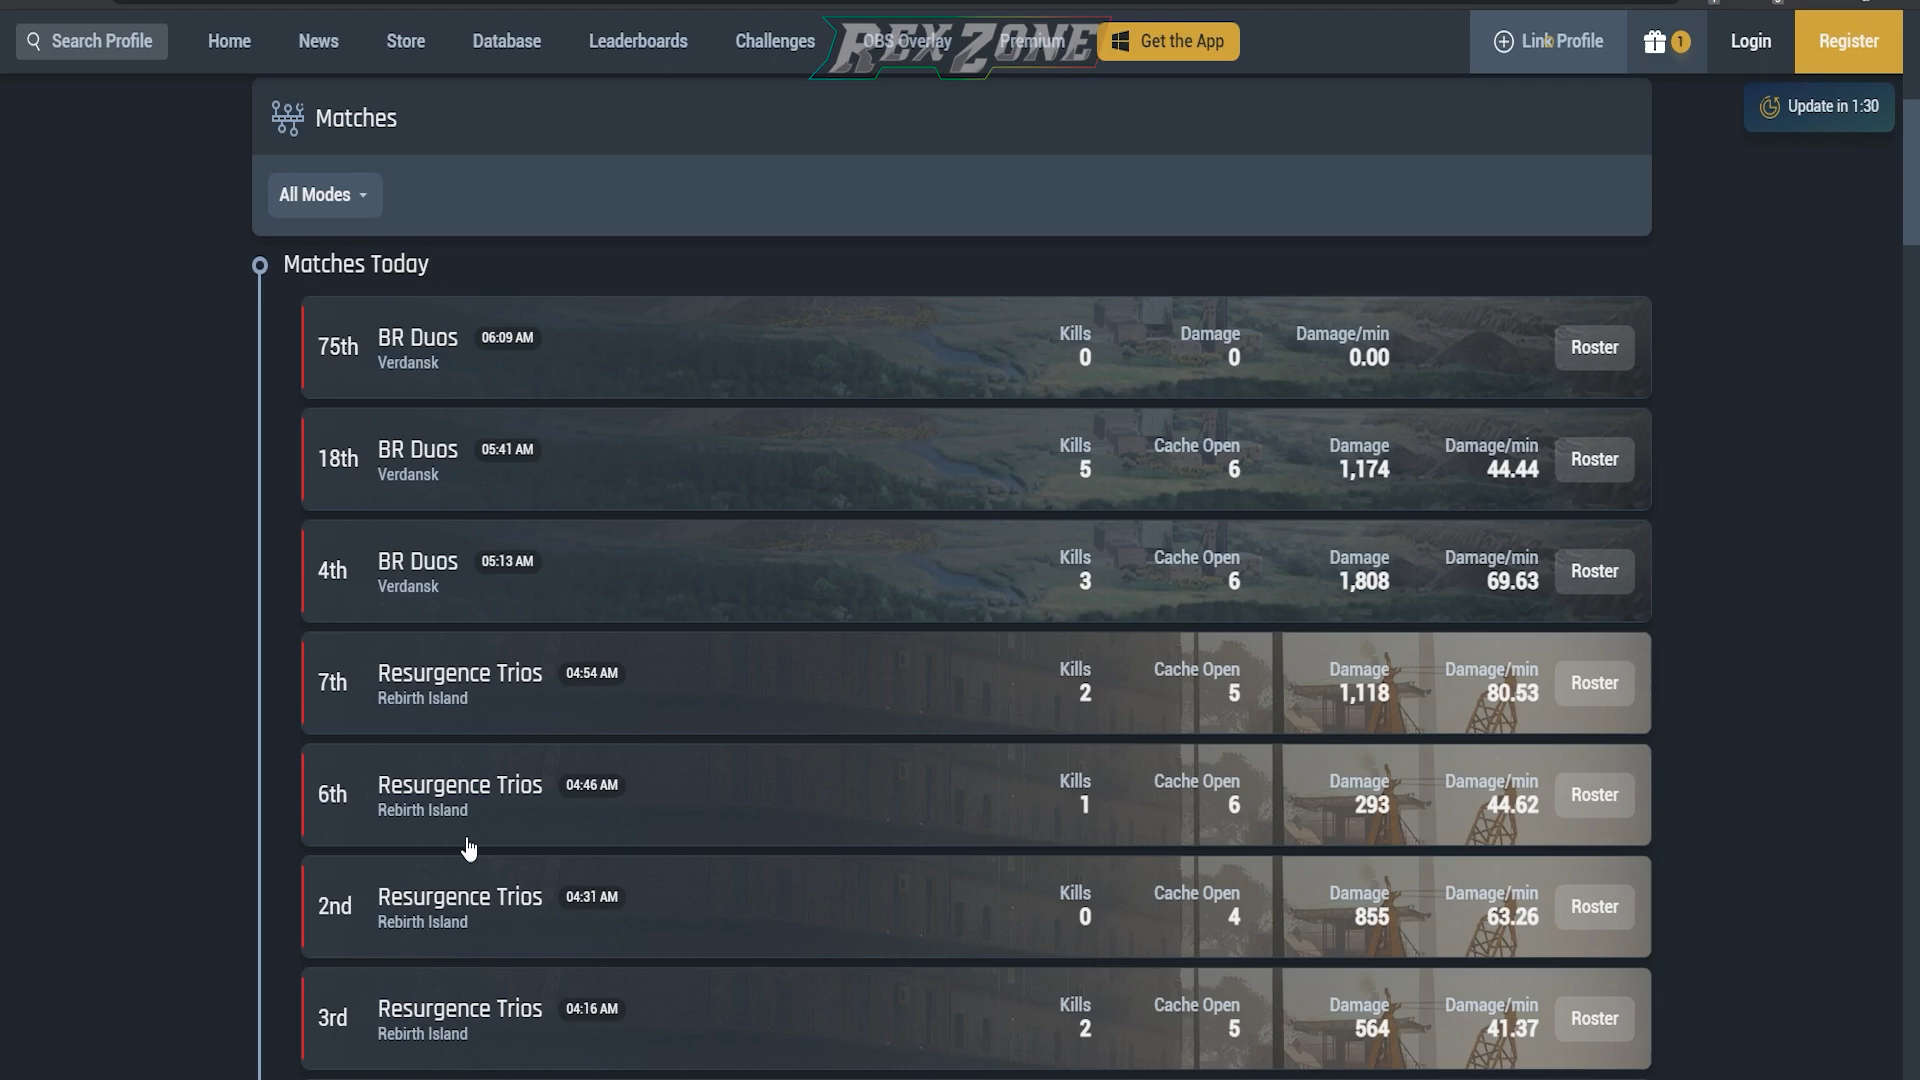 Search Profile Home News Store Database Leaderboards Challenges OBS Overlay Premium Get the App Link Profile 1 Login Register
REX ZONE
Update in 1:30
Matches
All Modes
Matches Today
75th BR Duos 06:09 AM Verdansk Kills 0 Damage 0 Damage/min 0.00 Roster
18th BR Duos 05:41 AM Verdansk Kills 5 Cache Open 6 Damage 1,174 Damage/min 44.44 Roster
4th BR Duos 05:13 AM Verdansk Kills 3 Cache Open 6 Damage 1,808 Damage/min 69.63 Roster
7th Resurgence Trios 04:54 AM Rebirth Island Kills 2 Cache Open 5 Damage 1,118 Damage/min 80.53 Roster
6th Resurgence Trios 04:46 AM Rebirth Island Kills 1 Cache Open 6 Damage 293 Damage/min 44.62 Roster
2nd Resurgence Trios 04:31 AM Rebirth Island Kills 0 Cache Open 4 Damage 855 Damage/min 63.26 Roster
3rd Resurgence Trios 04:16 AM Rebirth Island Kills 2 Cache Open 5 Damage 564 Damage/min 41.37 Roster